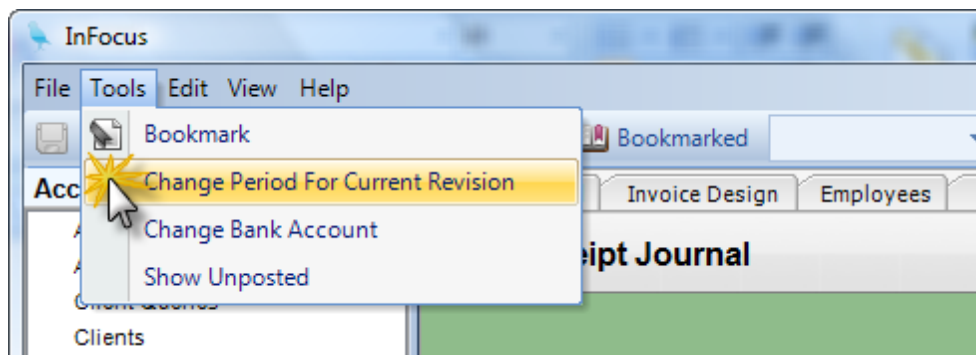 InFocus
File Tools Edit View Help
Bookmark
Bookmarked
Change Period For Current Revision
Acc
Invoice Design
Employees
Change Bank Account
ipt Journal
Show Unposted
Clients